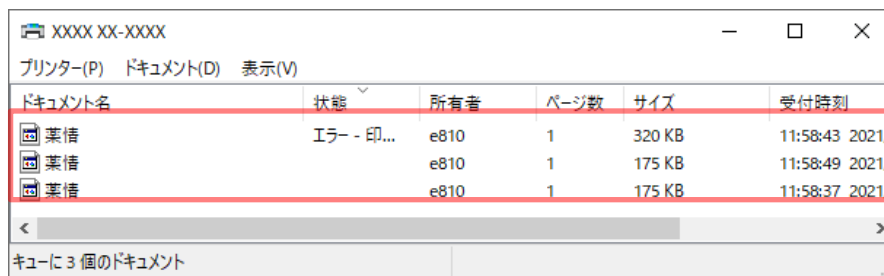 XXXX XX-XXXX
プリンター(P) ドキュメント(D) 表示(V)
ドキュメント名 状態 所有者 ページ数 サイズ 受付時刻
薬情 エラー - 印... e810 1 320 KB 11:58:43 2021
薬情 e810 1 175 KB 11:58:49 2021
薬情 e810 1 175 KB 11:58:37 2021
キューに 3 個のドキュメント